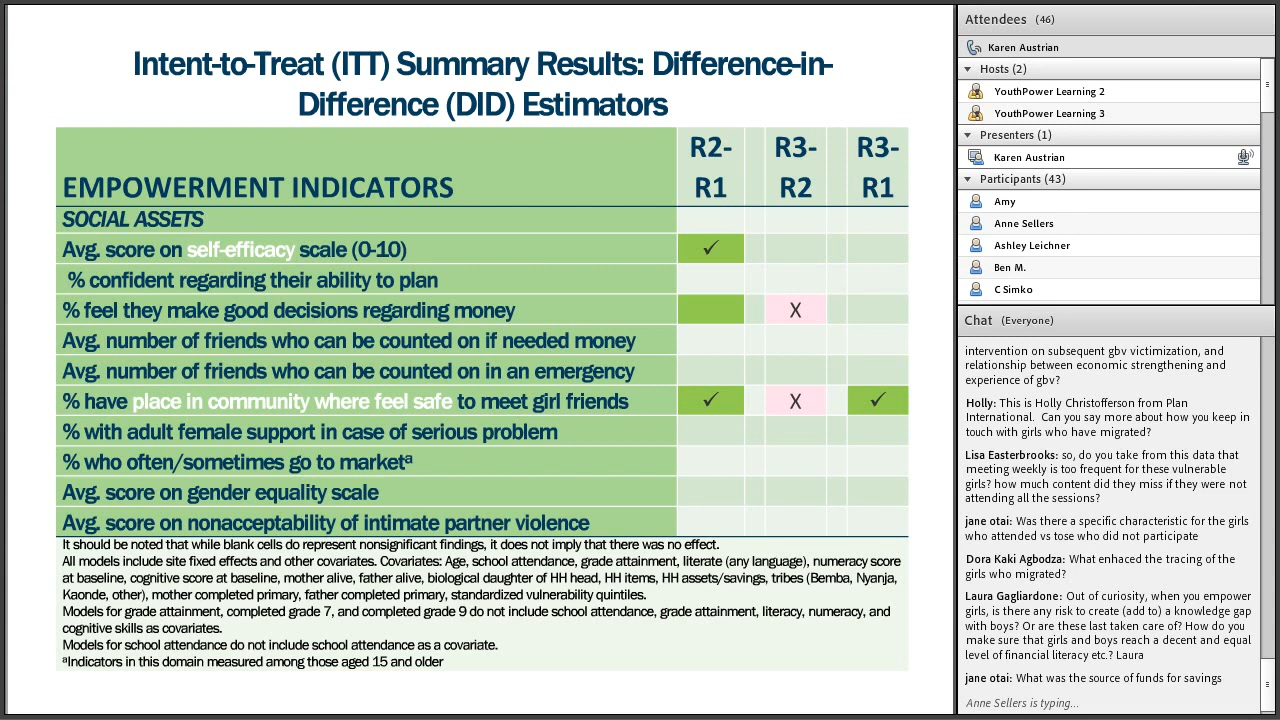 Intent-to-Treat (ITT) Summary Results: Difference-in-
Difference (DID) Estimators
EMPOWERMENT INDICATORS
R2-
R1
R3-
R2
R3-
R1
SOCIAL ASSETS
Avg. score on self-efficacy scale (0-10) ✓
% confident regarding their ability to plan
% feel they make good decisions regarding money X
Avg. number of friends who can be counted on if needed money
Avg. number of friends who can be counted on in an emergency
% have place in community where feel safe to meet girl friends ✓ X ✓
% with adult female support in case of serious problem
% who often/sometimes go to marketᵃ
Avg. score on gender equality scale
Avg. score on nonacceptability of intimate partner violence
It should be noted that while blank cells do represent nonsignificant findings, it does not imply that there was no effect.
All models include site fixed effects and other covariates. Covariates: Age, school attendance, grade attainment, literate (any language), numeracy score
at baseline, cognitive score at baseline, mother alive, father alive, biological daughter of HH head, HH items, HH assets/savings, tribes (Bemba, Nyanja,
Kaonde, other), mother completed primary, father completed primary, standardized vulnerability quintiles.
Models for grade attainment, completed grade 7, and completed grade 9 do not include school attendance, grade attainment, literacy, numeracy, and
cognitive skills as covariates.
Models for school attendance do not include school attendance as a covariate.
ᵃIndicators in this domain measured among those aged 15 and older
Attendees (46)
Karen Austrian
Hosts (2)
YouthPower Learning 2
YouthPower Learning 3
Presenters (1)
Karen Austrian
Participants (43)
Amy
Anne Sellers
Ashley Leichner
Ben M.
C Simko
Chat (Everyone)
intervention on subsequent gbv victimization, and
relationship between economic strengthening and
experience of gbv?
Holly: This is Holly Christofferson from Plan
International. Can you say more about how you keep in
touch with girls who have migrated?
Lisa Easterbrooks: so, do you take from this data that
meeting weekly is too frequent for these vulnerable
girls? how much content did they miss if they were not
attending all the sessions?
jane otai: Was there a specific characteristic for the girls
who attended vs tose who did not participate
Dora Kaki Agbodza: What enhaced the tracing of the
girls who migrated?
Laura Gagliardone: Out of curiosity, when you empower
girls, is there any risk to create (add to) a knowledge gap
with boys? Or are these last taken care of? How do you
make sure that girls and boys reach a decent and equal
level of financial literacy etc.? Laura
jane otai: What was the source of funds for savings
Anne Sellers is typing...